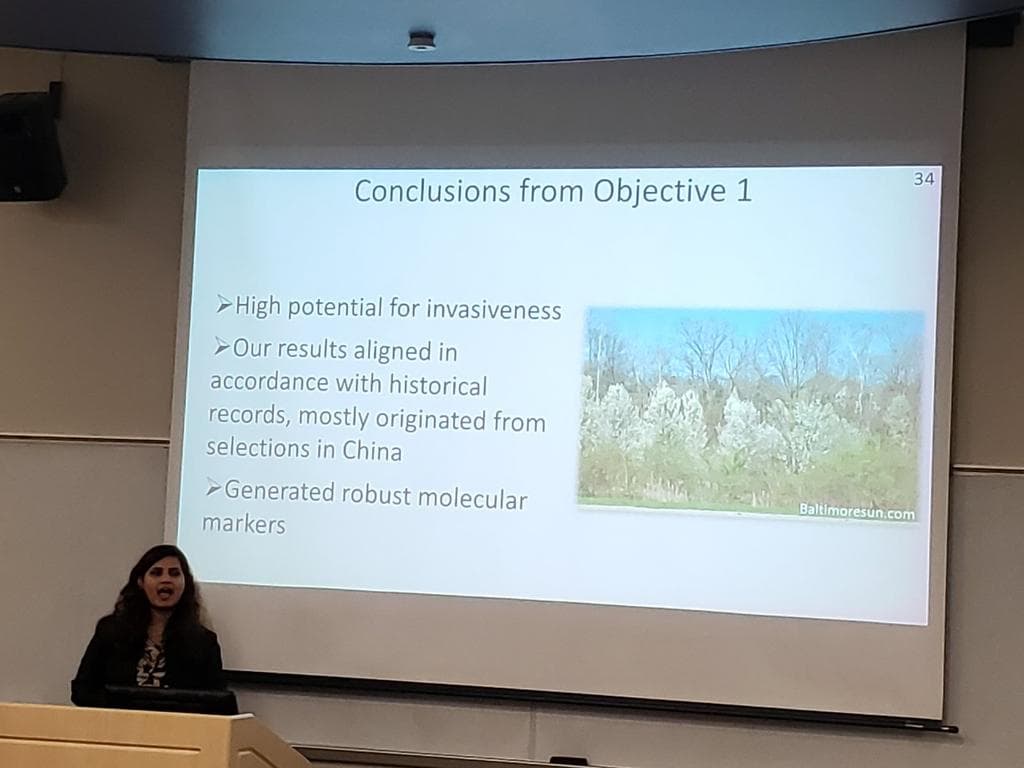 34
Conclusions from Objective 1
➢High potential for invasiveness
➢Our results aligned in
accordance with historical
records, mostly originated from
selections in China
➢Generated robust molecular
markers
Baltimoresun.com